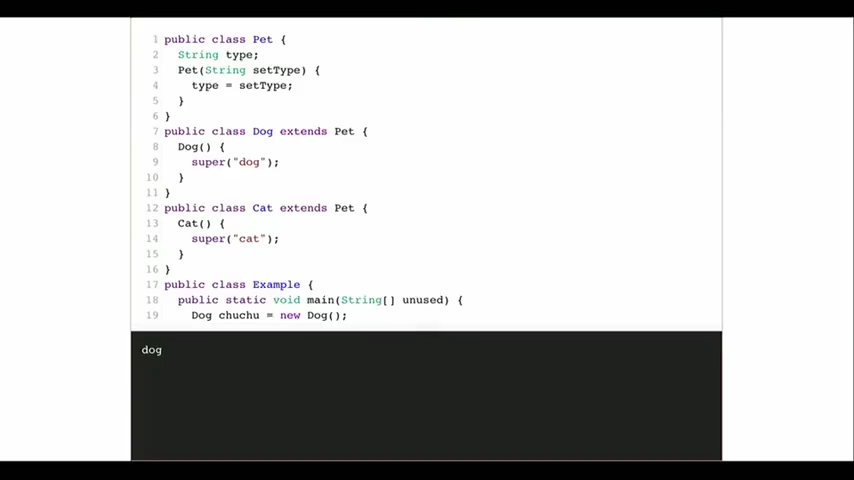 1 public class Pet {
2 String type;
3 Pet(String setType) {
4 type = setType;
5 }
6 }
7 public class Dog extends Pet {
8 Dog() {
9 super("dog");
10 }
11 }
12 public class Cat extends Pet {
13 Cat() {
14 super("cat");
15 }
16 }
17 public class Example {
18 public static void main(String[] unused) {
19 Dog chuchu = new Dog();
dog